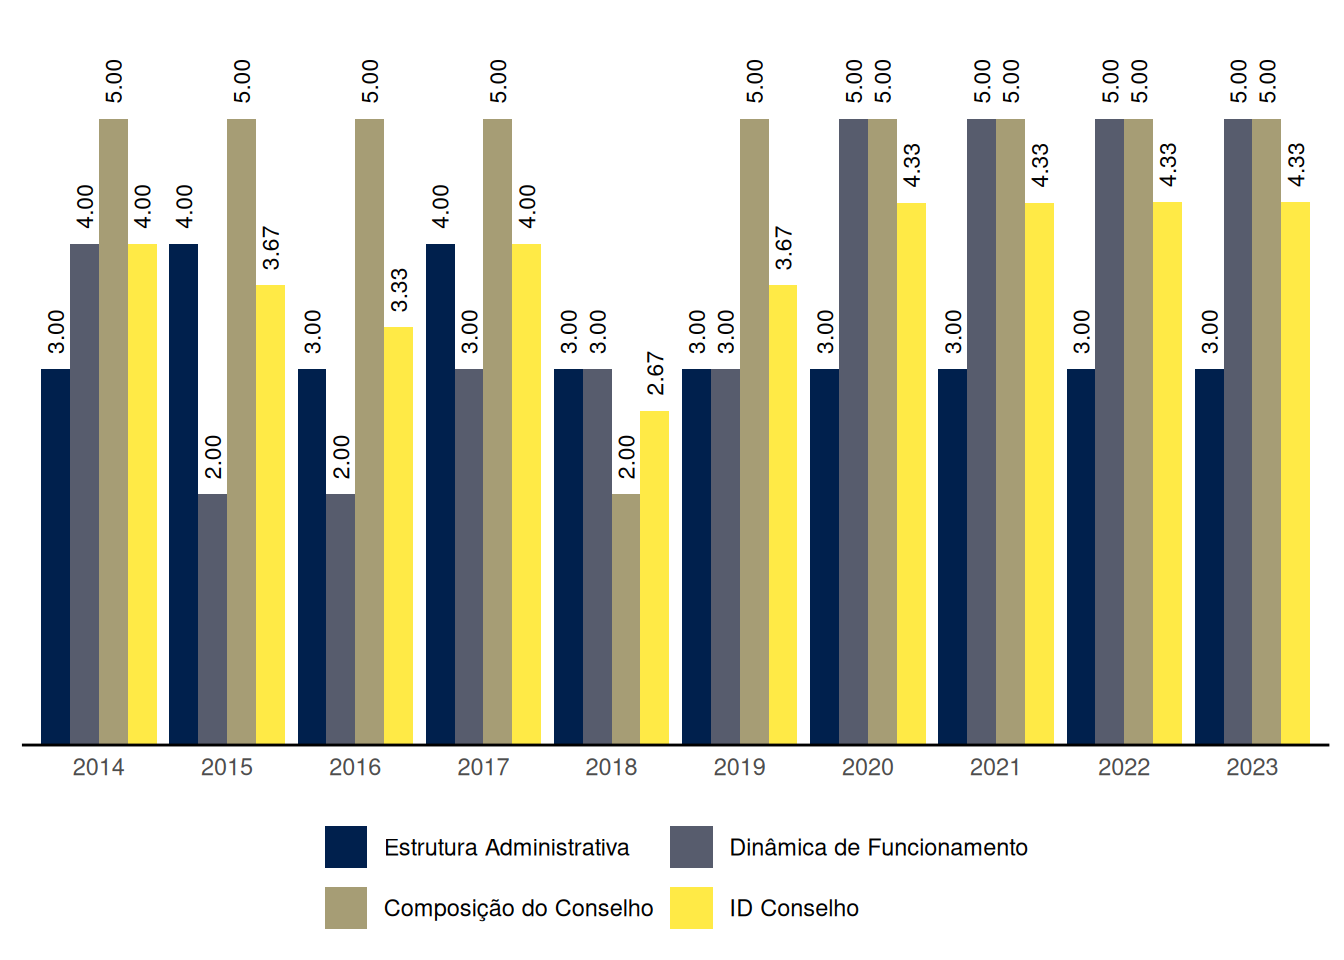 3.00 4.00 5.00 4.00 4.00 2.00 5.00 3.67 3.00 2.00 5.00 3.33 4.00 3.00 5.00 4.00 3.00 3.00 2.00 2.67 3.00 3.00 5.00 3.67 3.00 5.00 5.00 4.33 3.00 5.00 5.00 4.33 3.00 5.00 5.00 4.33 3.00 5.00 5.00 4.33
2014 2015 2016 2017 2018 2019 2020 2021 2022 2023
Estrutura Administrativa Dinâmica de Funcionamento
Composição do Conselho ID Conselho